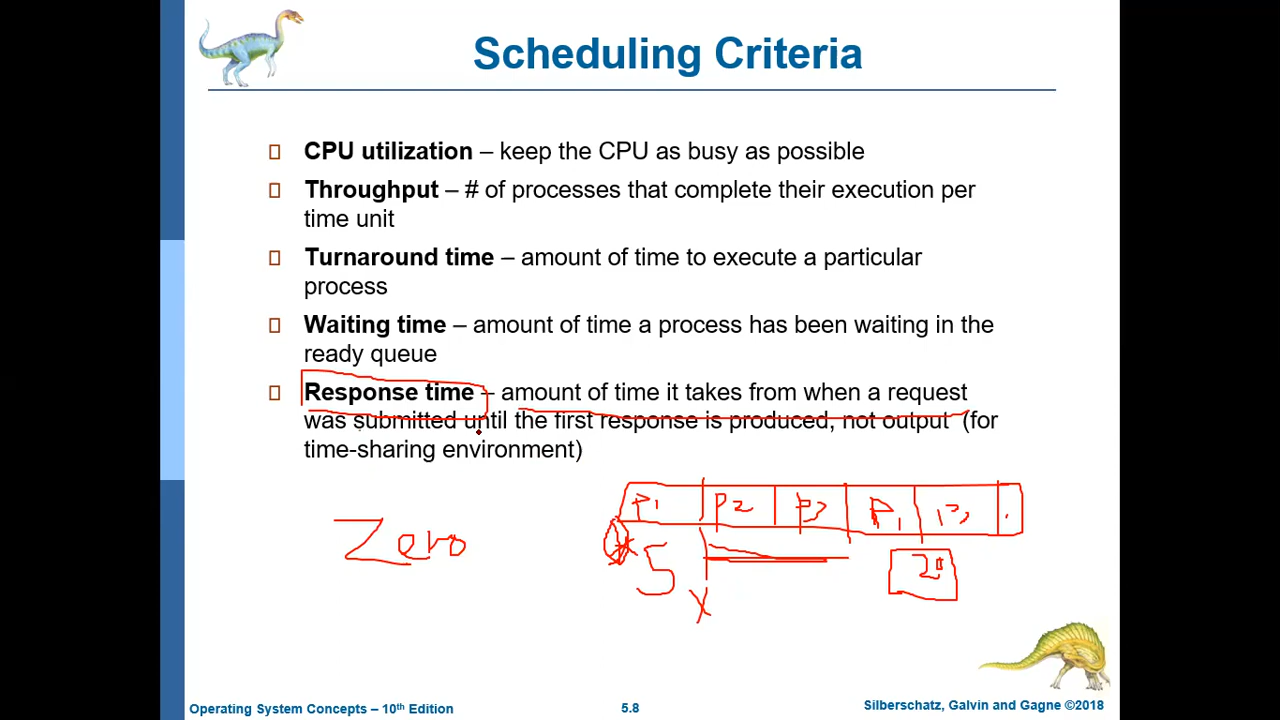 Scheduling Criteria
CPU utilization – keep the CPU as busy as possible
Throughput – # of processes that complete their execution per
time unit
Turnaround time – amount of time to execute a particular
process
Waiting time – amount of time a process has been waiting in the
ready queue
Response time – amount of time it takes from when a request
was submitted until the first response is produced, not output (for
time-sharing environment)
P1 P2 P3 P1
Zero
5
x
Operating System Concepts – 10th Edition
5.8
Silberschatz, Galvin and Gagne ©2018